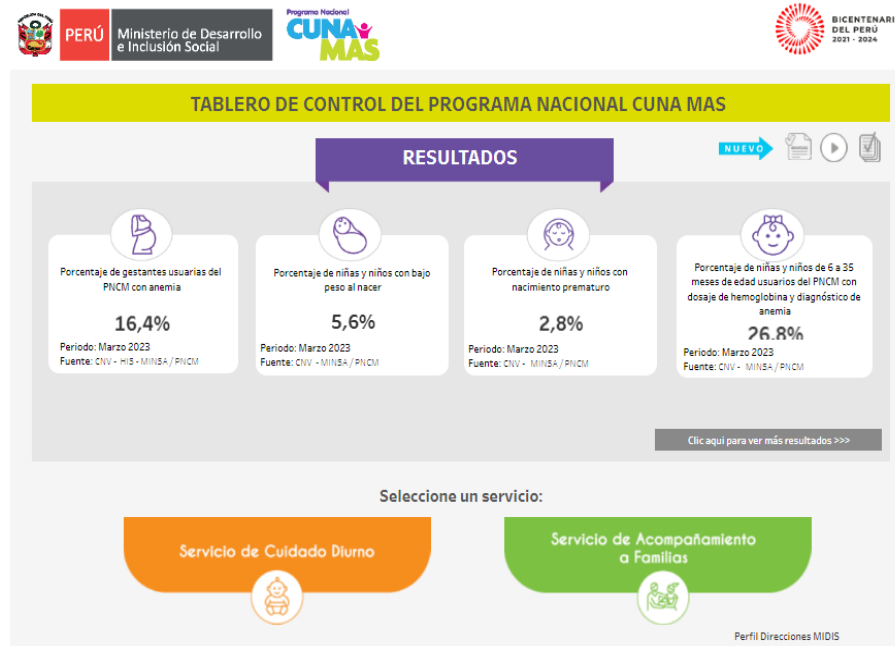 PERÚ
Ministerio de Desarrollo
e Inclusión Social
Programa Nacional
CUNA
MAS
BICENTENARI
DEL PERÚ
2021 - 2024
TABLERO DE CONTROL DEL PROGRAMA NACIONAL CUNA MAS
RESULTADOS
NUEVO
Porcentaje de gestantes usuarias del
PNCM con anemia
16,4%
Periodo: Marzo 2023
Fuente: CNV - HIS - MINSA / PNCM
Porcentaje de niñas y niños con bajo
peso al nacer
5,6%
Periodo: Marzo 2023
Fuente: CNV - MINSA / PNCM
Porcentaje de niñas y niños con
nacimiento prematuro
2,8%
Periodo: Marzo 2023
Fuente: CNV - MINSA / PNCM
Porcentaje de niñas y niños de 6 a 35
meses de edad usuarios del PNCM con
dosaje de hemoglobina y diagnóstico de
anemia
26,8%
Periodo: Marzo 2023
Fuente: CNV - MINSA / PNCM
Clic aqui para ver más resultados >>>
Seleccione un servicio:
Servicio de Cuidado Diurno
Servicio de Acompañamiento
a Familias
Perfil Direcciones MIDIS